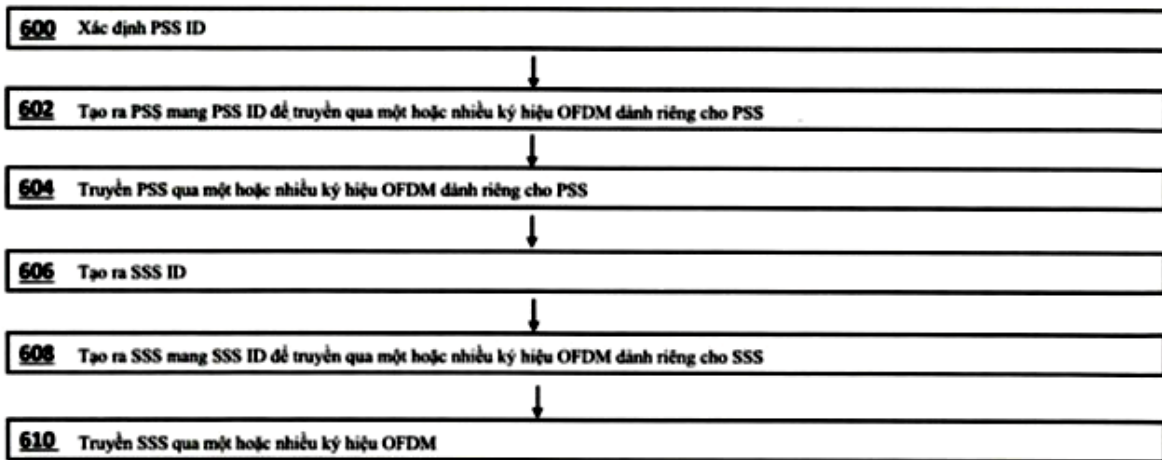 600 Xác định PSS ID
602 Tạo ra PSS mang PSS ID để truyền qua một hoặc nhiều ký hiệu OFDM dành riêng cho PSS
604 Truyền PSS qua một hoặc nhiều ký hiệu OFDM dành riêng cho PSS
606 Tạo ra SSS ID
608 Tạo ra SSS mang SSS ID để truyền qua một hoặc nhiều ký hiệu OFDM dành riêng cho SSS
610 Truyền SSS qua một hoặc nhiều ký hiệu OFDM